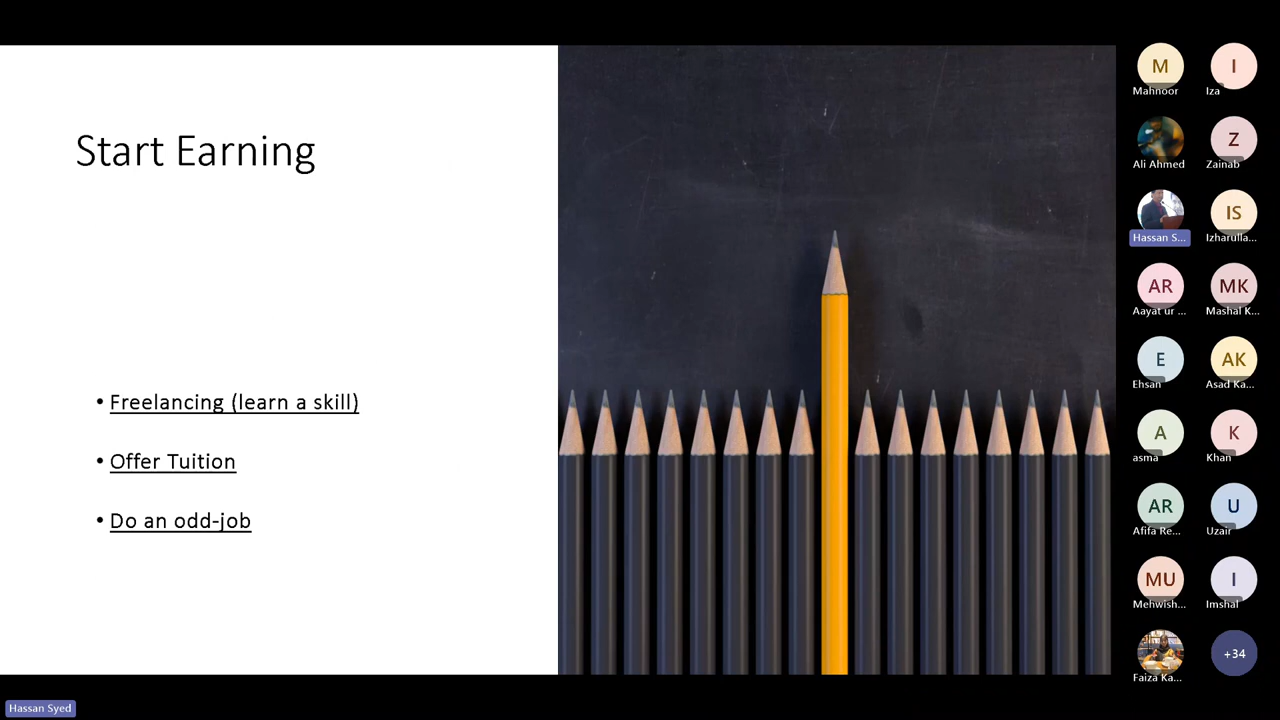 Start Earning
• Freelancing (learn a skill)
• Offer Tuition
• Do an odd-job
M
Mahnoor
I
Iza
Ali Ahmed
Z
Zainab
Hassan S...
IS
Izharulla...
AR
Aayat ur ...
MK
Mashal K...
E
Ehsan
AK
Asad Ka...
A
asma
K
Khan
AR
Afifa Re...
U
Uzair
MU
Mehwish...
I
Imshal
Faiza Ka...
+34
Hassan Syed